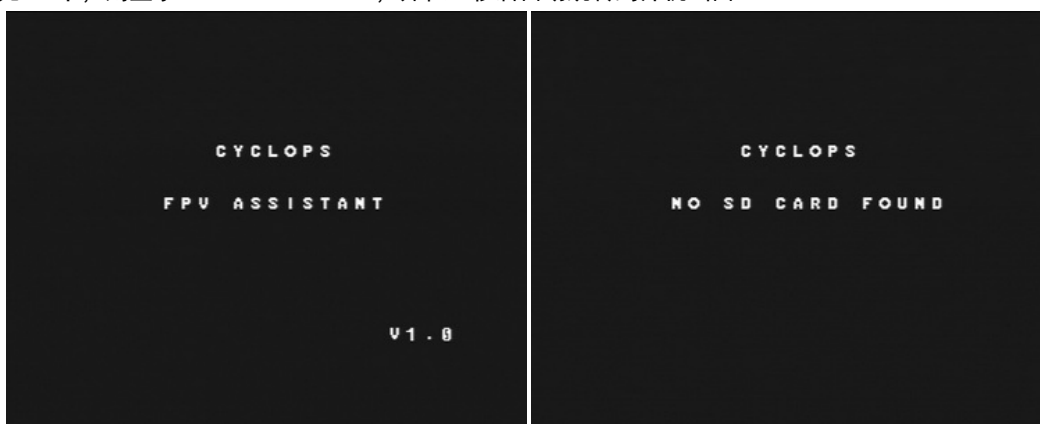 CYCLOPS
FPV ASSISTANT
V1.0
CYCLOPS
NO SD CARD FOUND